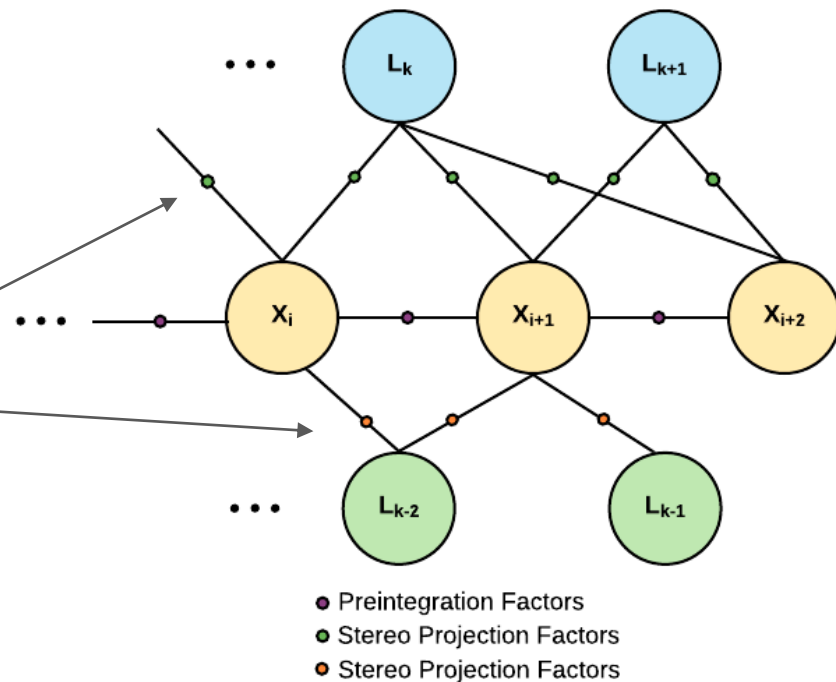 ... Lk Lk+1
... Xi Xi+1 Xi+2
... Lk-2 Lk-1
Preintegration Factors
Stereo Projection Factors
Stereo Projection Factors